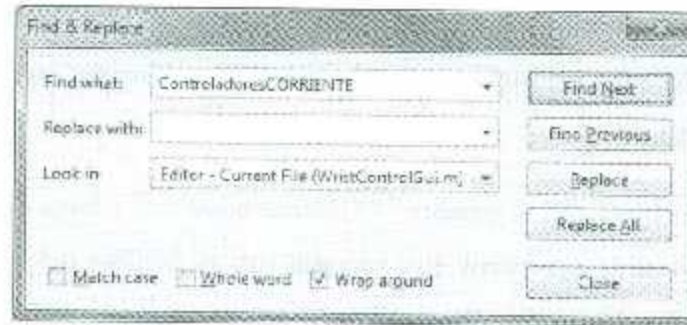 Find & Replace
Find what: ControladoresCORRIENTE
Find Next
Replace with:
Find Previous
Look in: Editor - Current File (WristControlGui.m)
Replace
Replace All
Match case Whole word Wrap around
Close